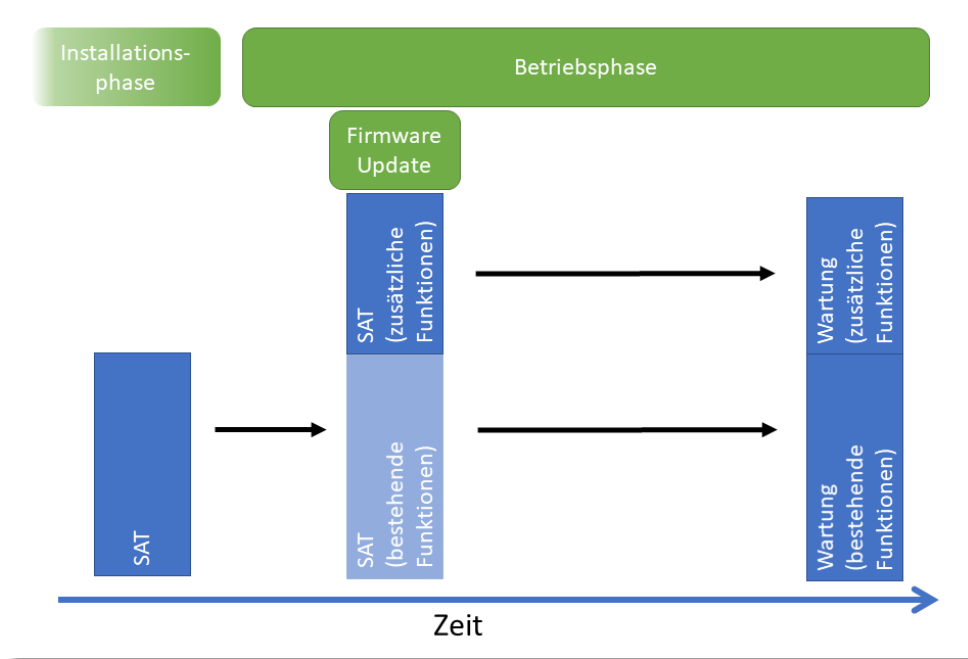 Installations-
phase
Betriebsphase
Firmware
Update
SAT
(zusätzliche
Funktionen)
Wartung
(zusätzliche
Funktionen)
SAT
SAT
(bestehende
Funktionen)
Wartung
(bestehende
Funktionen)
Zeit